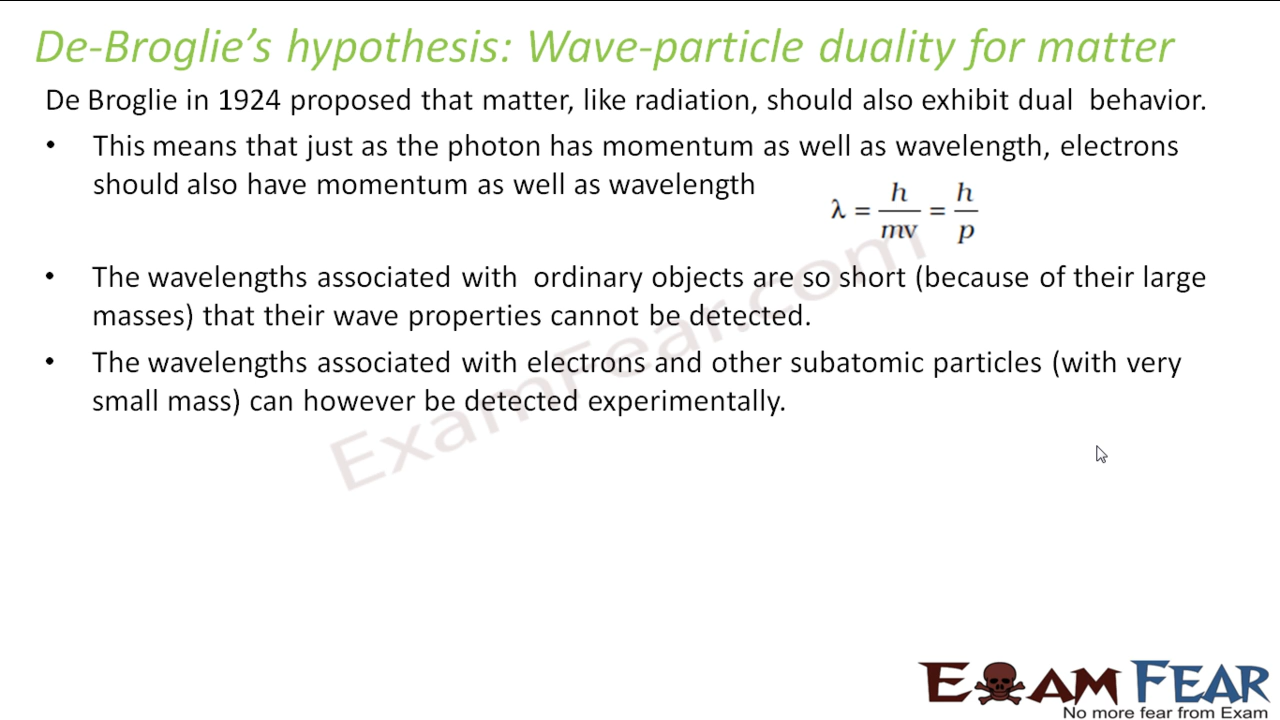 De-Broglie's hypothesis: Wave-particle duality for matter
De Broglie in 1924 proposed that matter, like radiation, should also exhibit dual behavior.
• This means that just as the photon has momentum as well as wavelength, electrons
should also have momentum as well as wavelength
λ = h/mv = h/p
• The wavelengths associated with ordinary objects are so short (because of their large
masses) that their wave properties cannot be detected.
• The wavelengths associated with electrons and other subatomic particles (with very
small mass) can however be detected experimentally.
ExamFear.com
EXAM FEAR
No more fear from Exam